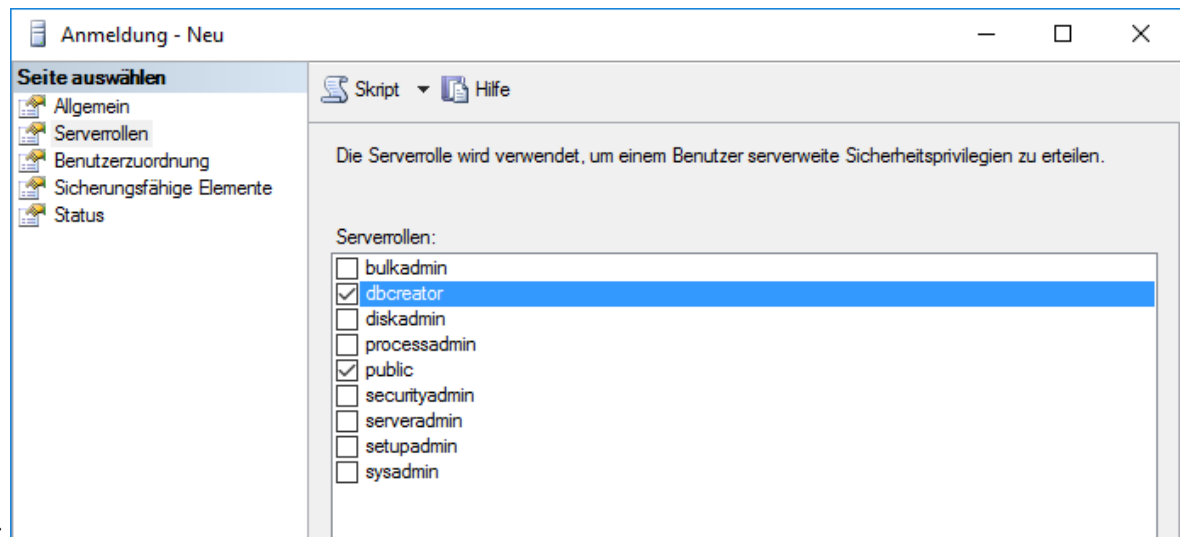 Anmeldung - Neu
Seite auswählen
Allgemein
Serverrollen
Benutzerzuordnung
Sicherungsfähige Elemente
Status
Skript
Hilfe
Die Serverrolle wird verwendet, um einem Benutzer serverweite Sicherheitsprivilegien zu erteilen.
Serverrollen:
bulkadmin
dbcreator
diskadmin
processadmin
public
securityadmin
serveradmin
setupadmin
sysadmin